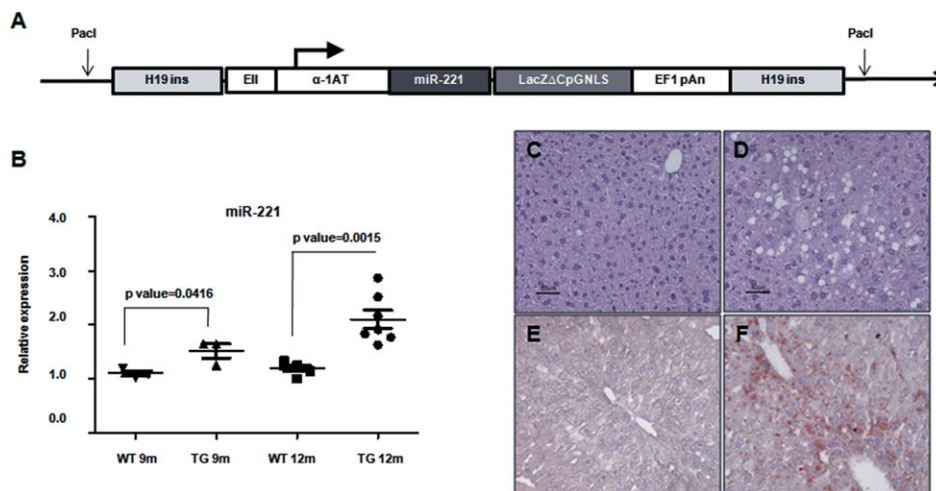 A
PacI
PacI
H19 ins
EII
α-1AT
miR-221
LacZΔCpGNLS
EF1 pAn
H19 ins
B
miR-221
Relative expression
4.0
3.0
2.0
1.0
0.0
p value=0.0416
p value=0.0015
WT 9m
TG 9m
WT 12m
TG 12m
C
D
E
F